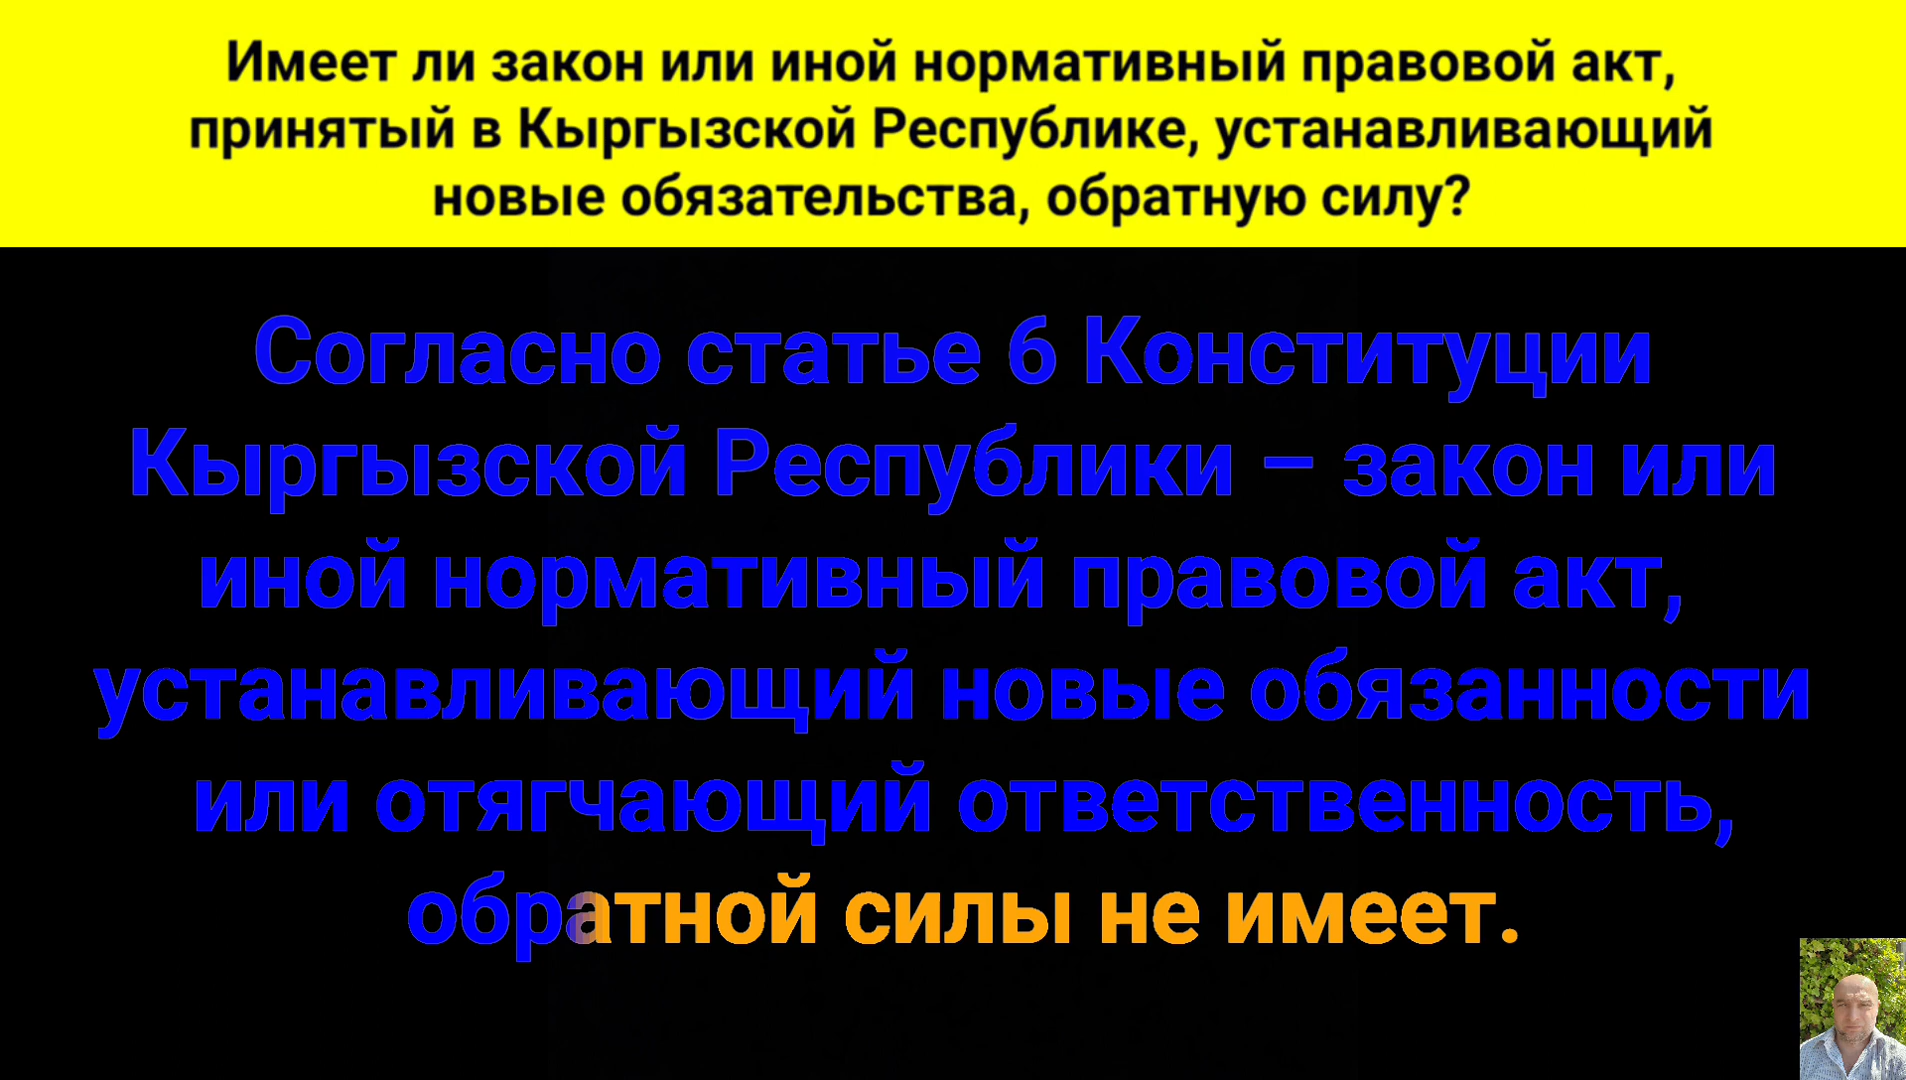 Имеет ли закон или иной нормативный правовой акт,
принятый в Кыргызской Республике, устанавливающий
новые обязательства, обратную силу?
Согласно статье 6 Конституции
Кыргызской Республики – закон или
иной нормативный правовой акт,
устанавливающий новые обязанности
или отягчающий ответственность,
обратной силы не имеет.